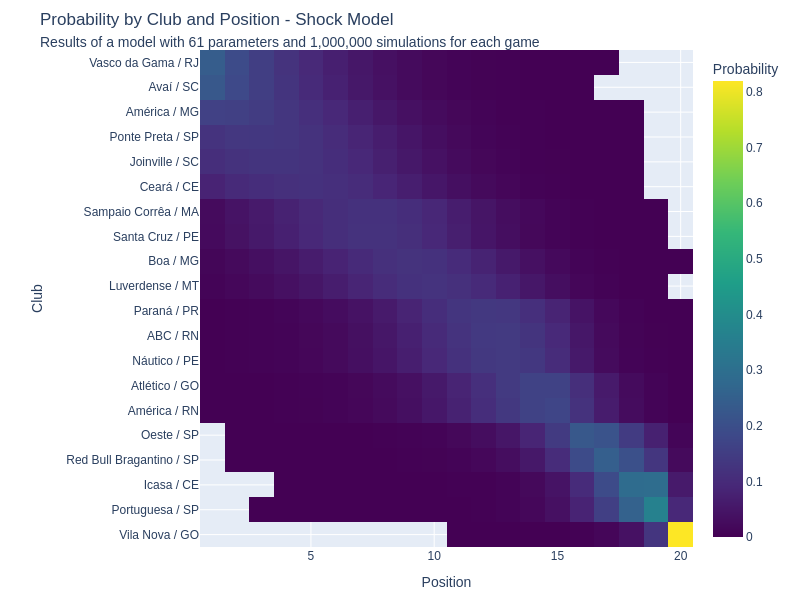 Probability by Club and Position - Shock Model
Results of a model with 61 parameters and 1,000,000 simulations for each game
Probability
Vasco da Gama / RJ
Avaí / SC
América / MG
Ponte Preta / SP
Joinville / SC
Ceará / CE
Sampaio Corrêa / MA
Santa Cruz / PE
Boa / MG
Luverdense / MT
Paraná / PR
ABC / RN
Náutico / PE
Atlético / GO
América / RN
Oeste / SP
Red Bull Bragantino / SP
Icasa / CE
Portuguesa / SP
Vila Nova / GO
Club
5
10
15
20
Position
0.8
0.7
0.6
0.5
0.4
0.3
0.2
0.1
0